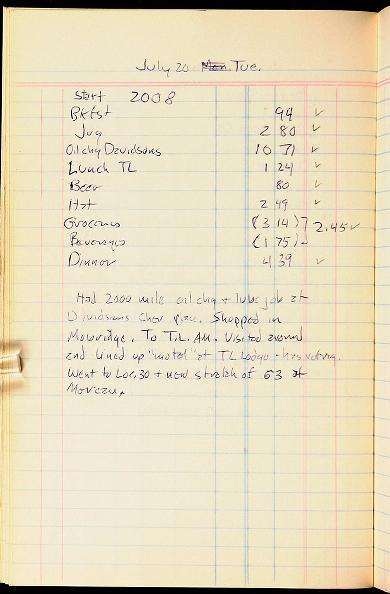 July 20 Mon. Tue.
Start 2008
Bkfst 94 ✓
Jug 2 80 ✓
Oil chg Davidsons 10 71 ✓
Lunch TL 1 24 ✓
Beer 80 ✓
Hat 2 49 ✓
Groceries (3 14) 2.45 ✓
Beverages (1 75)
Dinner 4 39 ✓
Had 2000 mile oil chg + lube job at
Davidsons Chev place. Shopped in
Mobridge. To T.L. AM. Visited around
and lined up "motel" at TL Lodge - has
Went to Loc. 30 + new stretch of 63 at
Moreau.